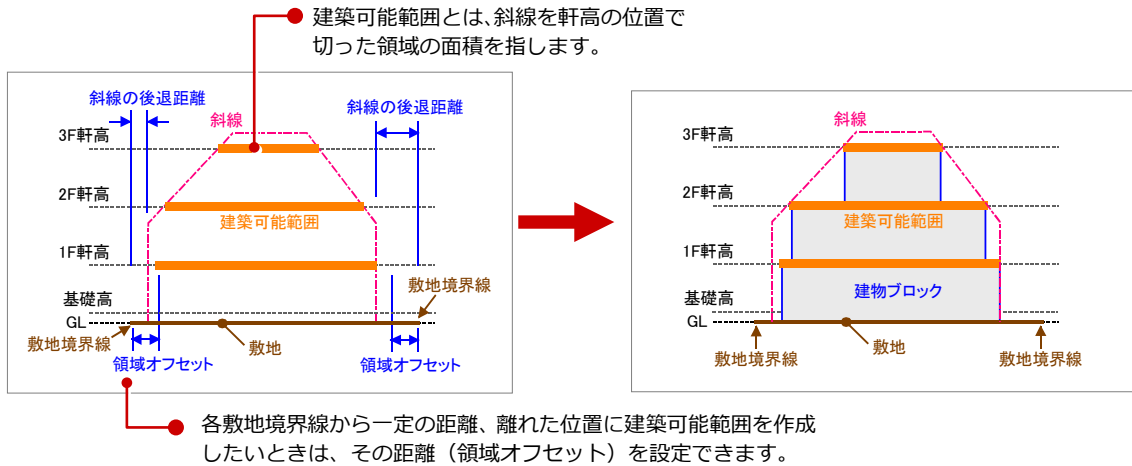 建築可能範囲とは、斜線を軒高の位置で
切った領域の面積を指します。
斜線の後退距離
斜線
斜線の後退距離
3F軒高
2F軒高
建築可能範囲
1F軒高
基礎高
GL
敷地境界線
敷地境界線
敷地
領域オフセット
領域オフセット
斜線
3F軒高
2F軒高
建築可能範囲
1F軒高
建物ブロック
基礎高
GL
敷地境界線
敷地
敷地境界線
各敷地境界線から一定の距離、離れた位置に建築可能範囲を作成
したいときは、その距離（領域オフセット）を設定できます。